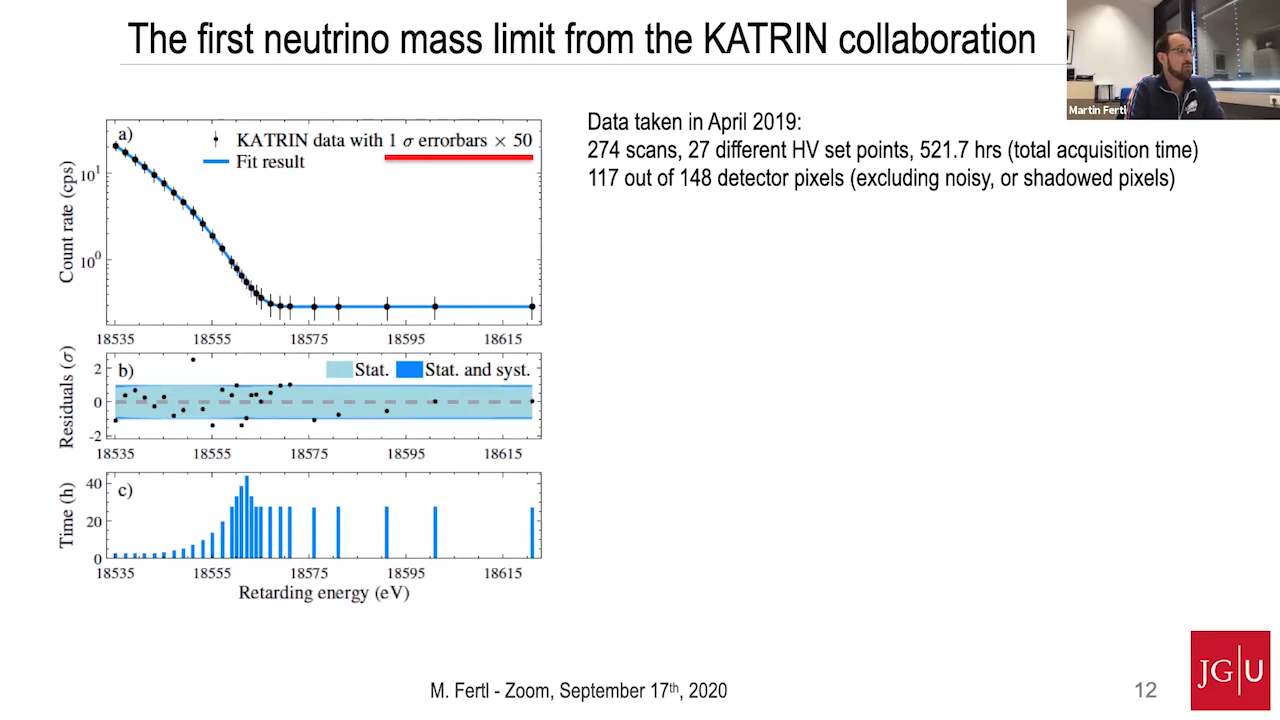 The first neutrino mass limit from the KATRIN collaboration
Martin Fertl
Data taken in April 2019:
274 scans, 27 different HV set points, 521.7 hrs (total acquisition time)
117 out of 148 detector pixels (excluding noisy, or shadowed pixels)
a)
KATRIN data with 1 σ errorbars × 50
Fit result
Count rate (cps)
10¹
10⁰
18535 18555 18575 18595 18615
b)
Stat. Stat. and syst.
Residuals (σ)
2
0
-2
18535 18555 18575 18595 18615
c)
Time (h)
40
20
0
18535 18555 18575 18595 18615
Retarding energy (eV)
M. Fertl - Zoom, September 17th, 2020
12
JG|U